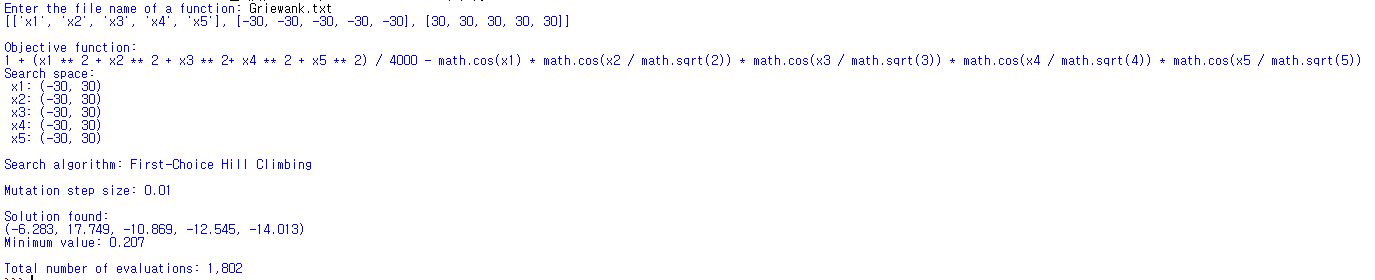 Enter the file name of a function: Griewank.txt
[['x1', 'x2', 'x3', 'x4', 'x5'], [-30, -30, -30, -30, -30], [30, 30, 30, 30, 30]]
Objective function:
1 + (x1 ** 2 + x2 ** 2 + x3 ** 2+ x4 ** 2 + x5 ** 2) / 4000 - math.cos(x1) * math.cos(x2 / math.sqrt(2)) * math.cos(x3 / math.sqrt(3)) * math.cos(x4 / math.sqrt(4)) * math.cos(x5 / math.sqrt(5))
Search space:
x1: (-30, 30)
x2: (-30, 30)
x3: (-30, 30)
x4: (-30, 30)
x5: (-30, 30)
Search algorithm: First-Choice Hill Climbing
Mutation step size: 0.01
Solution found:
(-6.283, 17.749, -10.869, -12.545, -14.013)
Minimum value: 0.207
Total number of evaluations: 1,802